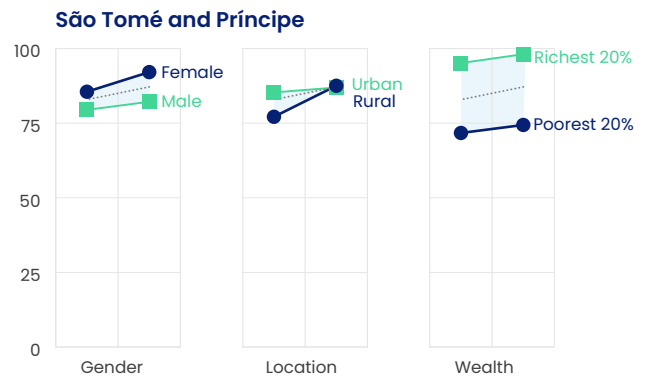 São Tomé and Príncipe
100
75
50
25
0
Female
Male
Urban
Rural
Richest 20%
Poorest 20%
Gender
Location
Wealth